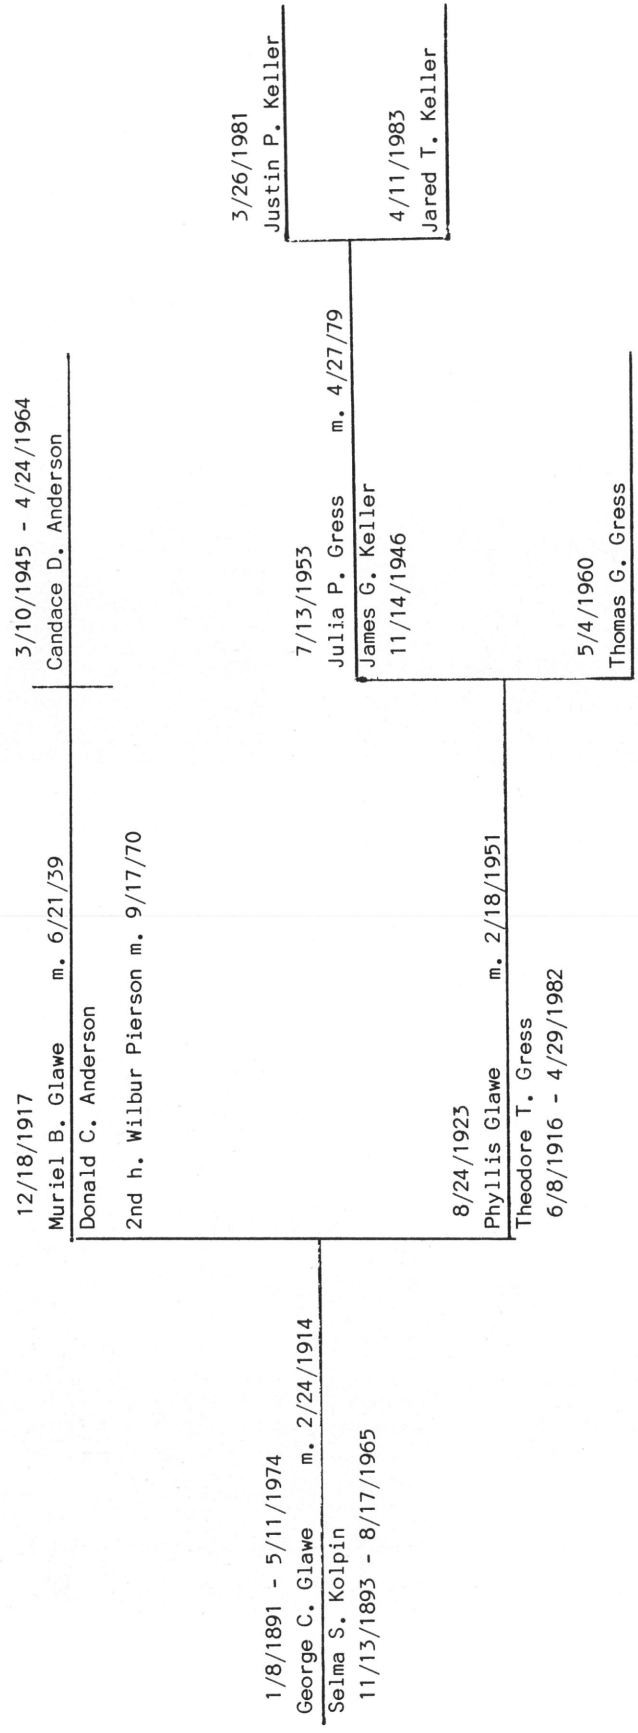 1/8/1891 - 5/11/1974
George C. Glawe m. 2/24/1914
Selma S. Kolpin
11/13/1893 - 8/17/1965
12/18/1917
Muriel B. Glawe m. 6/21/39
Donald C. Anderson
2nd h. Wilbur Pierson m. 9/17/70
3/10/1945 - 4/24/1964
Candace D. Anderson
8/24/1923
Phyllis Glawe m. 2/18/1951
Theodore T. Gress
6/8/1916 - 4/29/1982
7/13/1953
Julia P. Gress m. 4/27/79
James G. Keller
11/14/1946
3/26/1981
Justin P. Keller
4/11/1983
Jared T. Keller
5/4/1960
Thomas G. Gress